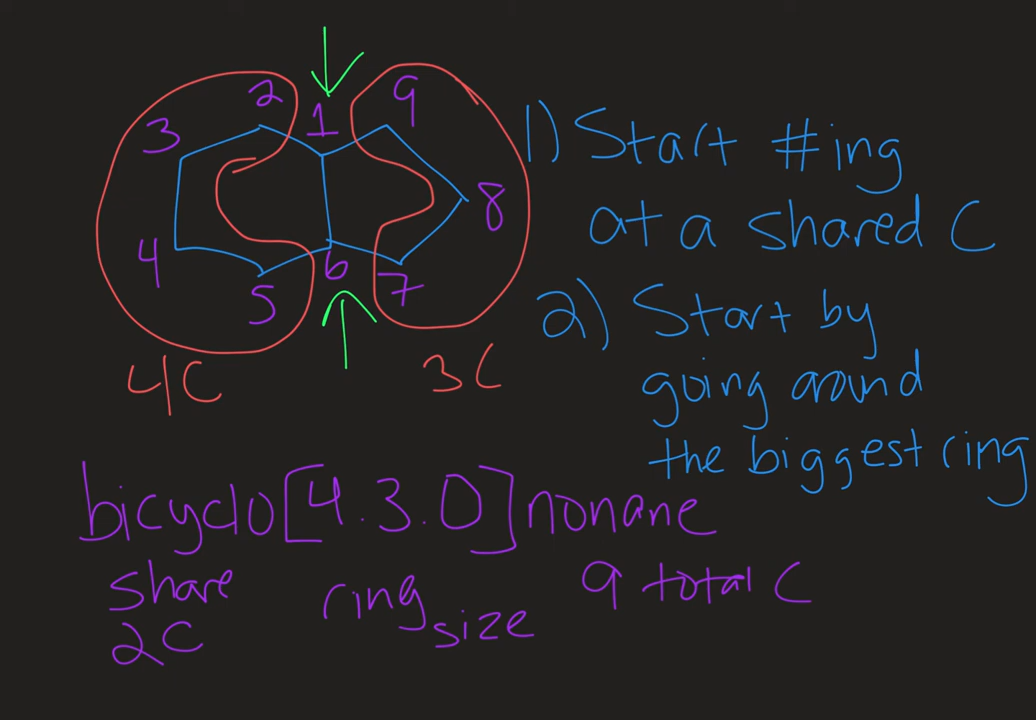 2 1 9
3
8
4
5 6 7
4C 3C
1) Start #ing
at a shared C
2) Start by
going around
the biggest ring
bicyclo[4.3.0]nonane
share ring 9 total C
2C size